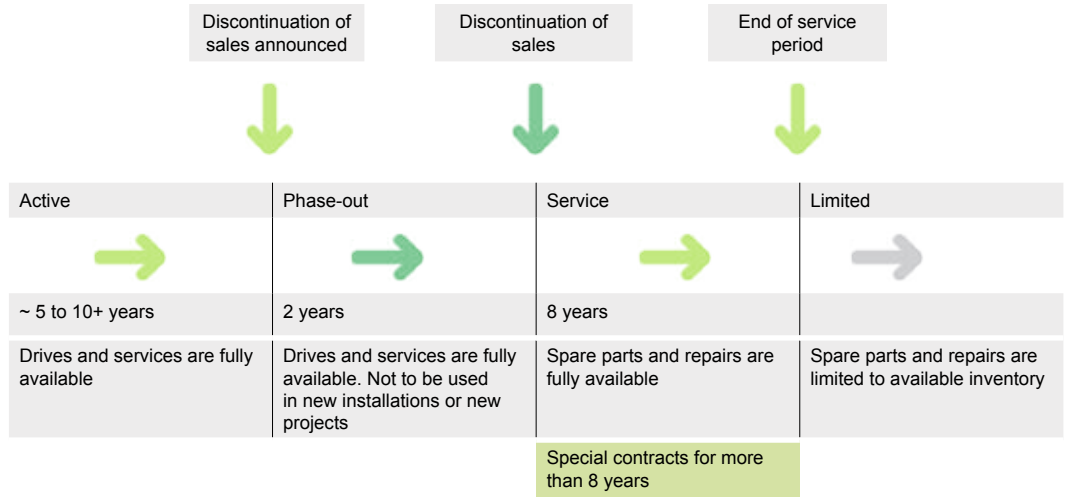 Discontinuation of
sales announced
Discontinuation of
sales
End of service
period
Active
Phase-out
Service
Limited
~ 5 to 10+ years
2 years
8 years
Drives and services are fully
available
Drives and services are fully
available. Not to be used
in new installations or new
projects
Spare parts and repairs are
fully available
Spare parts and repairs are
limited to available inventory
Special contracts for more
than 8 years